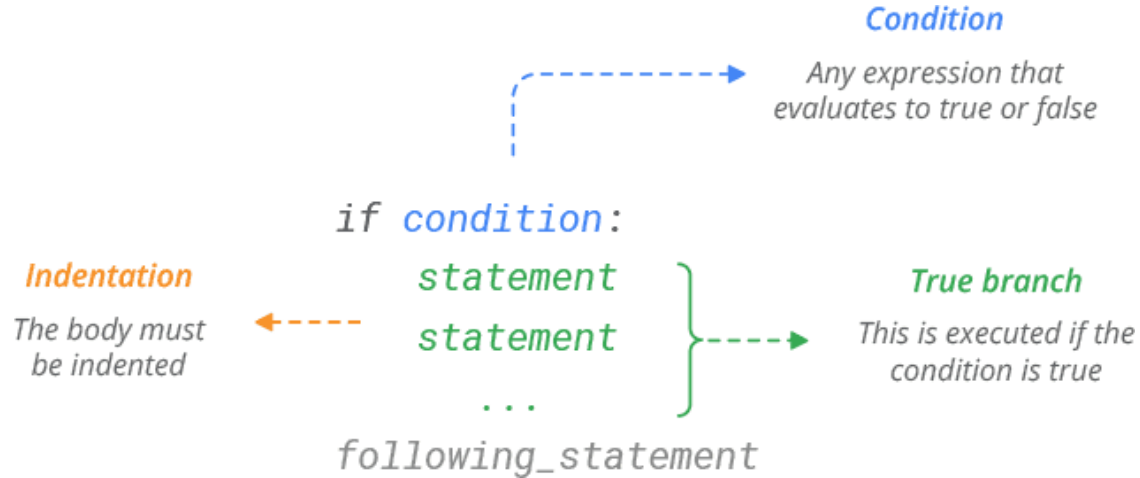 Condition
Any expression that
evaluates to true or false
if condition:
statement
statement
...
following_statement
Indentation
The body must
be indented
True branch
This is executed if the
condition is true